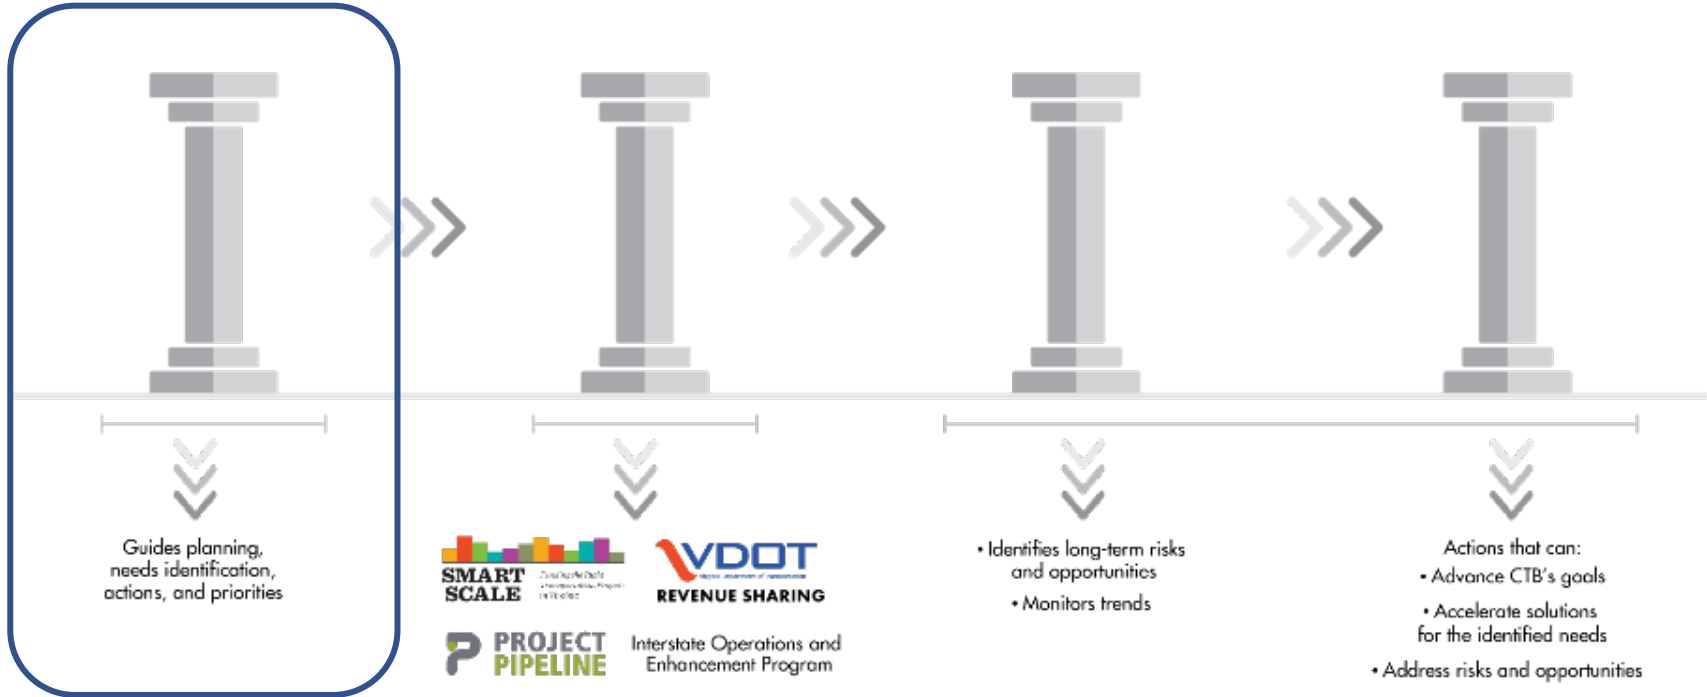 Guides planning,
needs identification,
actions, and priorities
SMART
SCALE
VDOT
REVENUE SHARING
PROJECT
PIPELINE
Interstate Operations and
Enhancement Program
• Identifies long-term risks
and opportunities
• Monitors trends
Actions that can:
• Advance CTB's goals
• Accelerate solutions
for the identified needs
• Address risks and opportunities